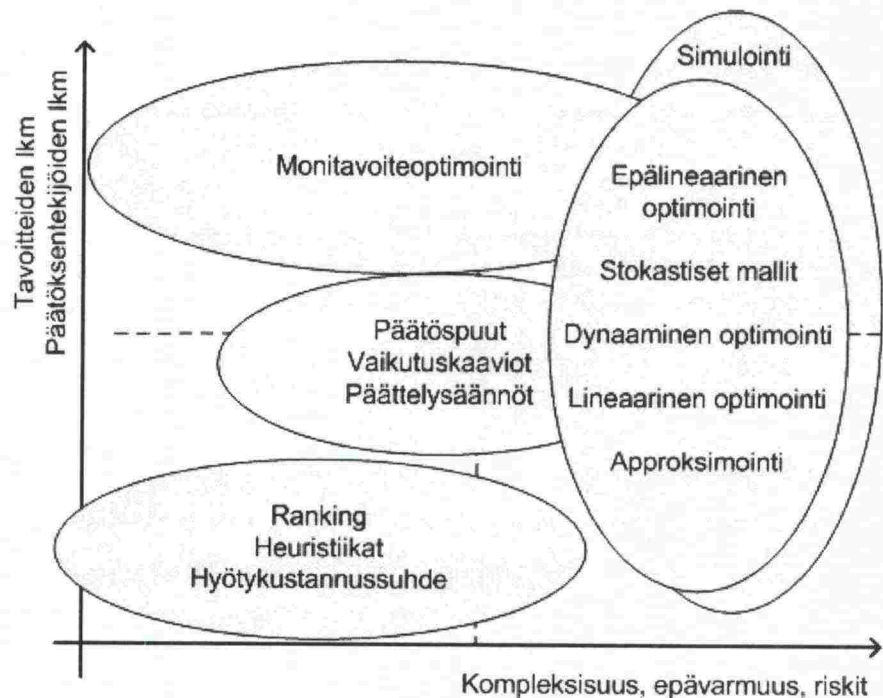 Tavoitteiden lkm
Päätöksentekijöiden lkm
Simulointi
Monitavoiteoptimointi
Epälineaarinen
optimointi
Stokastiset mallit
Päätöspuut
Vaikutuskaaviot
Päättelysäännöt
Dynaaminen optimointi
Lineaarinen optimointi
Approksimointi
Ranking
Heuristiikat
Hyötykustannussuhde
Kompleksisuus, epävarmuus, riskit